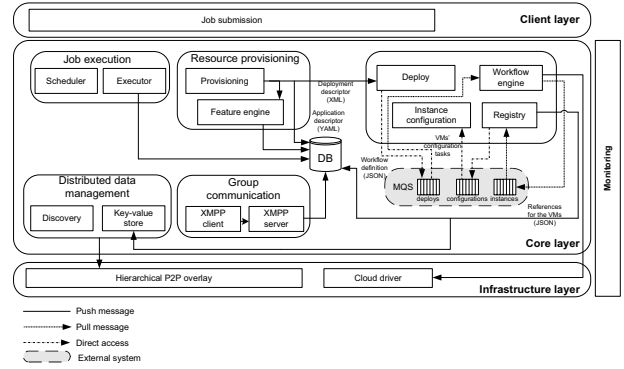 Job submission
Client layer
Job execution
Scheduler
Executor
Resource provisioning
Provisioning
Feature engine
Deployment
descriptor
(XML)
Application
descriptor
(YAML)
Deploy
Workflow
engine
Instance
configuration
Registry
VMs'
configuration
tasks
DB
Workflow
definition
(JSON)
MQS
deploys
configurations
instances
References
for the VMs
(JSON)
Distributed data
management
Discovery
Key-value
store
Group
communication
XMPP
client
XMPP
server
Core layer
Monitoring
Hierarchical P2P overlay
Cloud driver
Infrastructure layer
Push message
Pull message
Direct access
External system